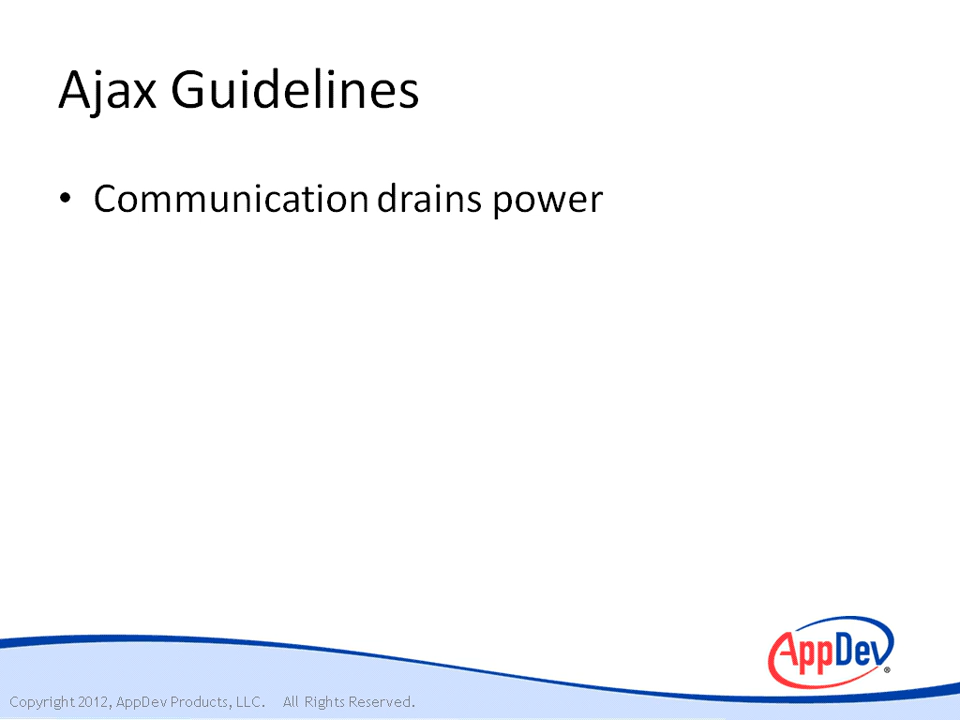 Ajax Guidelines
• Communication drains power
AppDev®
Copyright 2012, AppDev Products, LLC. All Rights Reserved.